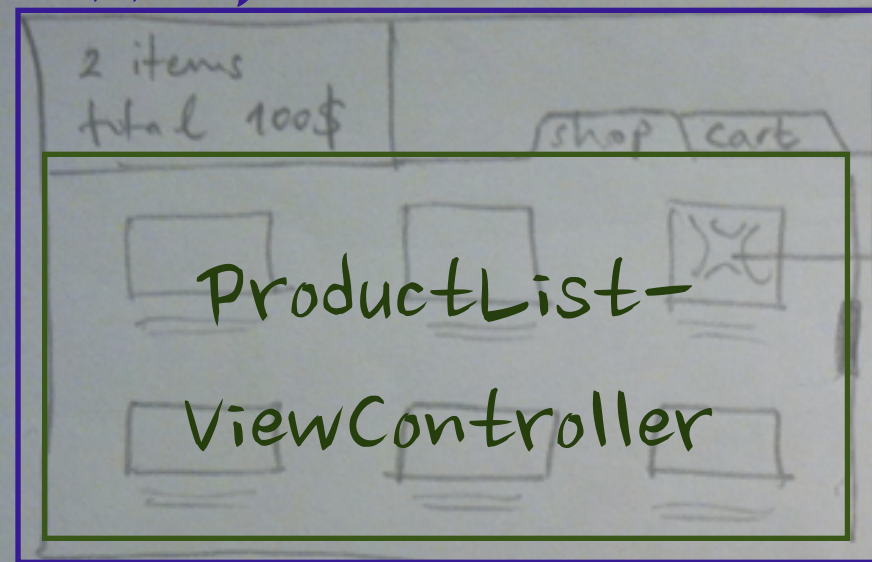 2 items
total 100$
shop cart
ProductList-
ViewController